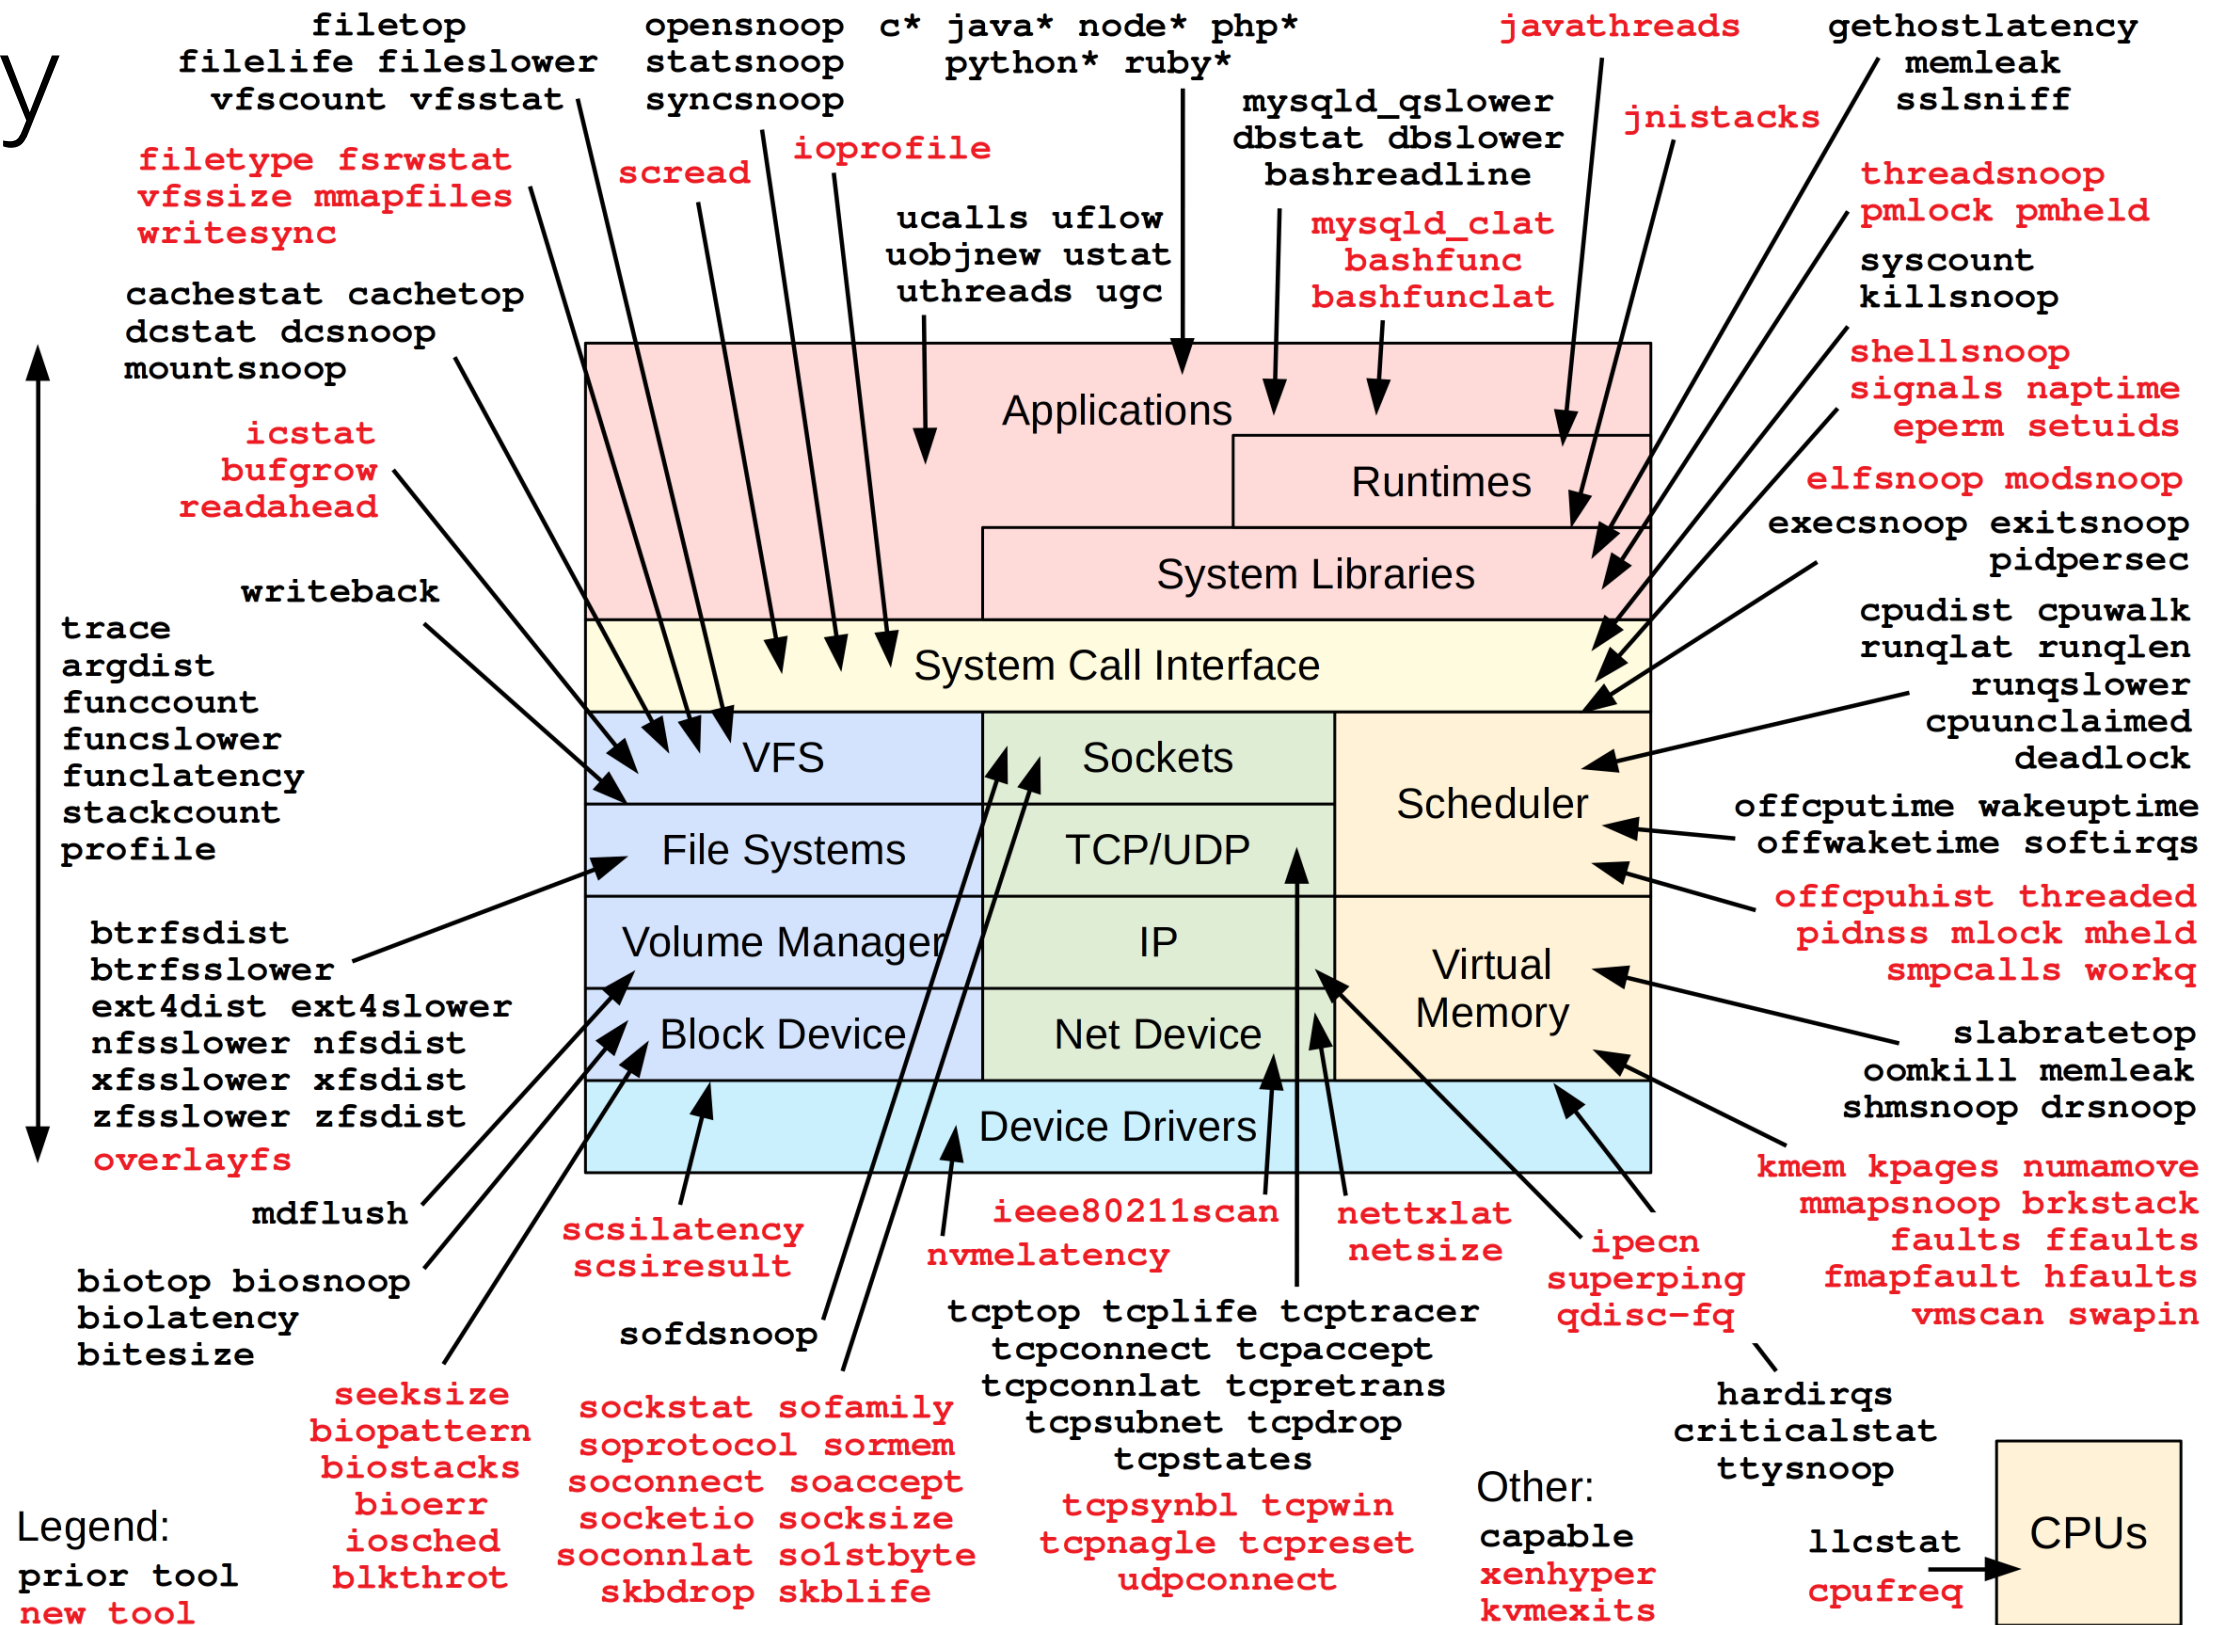 y
filetop
filelife fileslower
vfscount vfsstat
opensnoop
statsnoop
syncsnoop
c* java* node* php*
python* ruby*
javathreads
gethostlatency
memleak
sslsniff
mysqld_qslower
dbstat dbslower
bashreadline
jnistacks
filetype fsrwstat
vfssize mmapfiles
writesync
scread
ioprofile
threadsnoop
pmlock pmheld
ucalls uflow
uobjnew ustat
uthreads ugc
mysqld_clat
bashfunc
bashfunclat
syscount
killsnoop
cachestat cachetop
dcstat dcsnoop
mountsnoop
shellsnoop
signals naptime
eperm setuids
icstat
bufgrow
readahead
Applications
Runtimes
System Libraries
System Call Interface
elfsnoop modsnoop
execsnoop exitsnoop
pidpersec
writeback
trace
argdist
funccount
funcslower
funclatency
stackcount
profile
cpudist cpuwalk
runqlat runqlen
runqslower
cpuunclaimed
deadlock
VFS
Sockets
Scheduler
File Systems
TCP/UDP
offcputime wakeuptime
offwaketime softirqs
offcpuhist threaded
pidnss mlock mheld
smpcalls workq
Volume Manager
IP
Virtual
Memory
Block Device
Net Device
Device Drivers
btrfsdist
btrfsslower
ext4dist ext4slower
nfsslower nfsdist
xfsslower xfsdist
zfsslower zfsdist
overlayfs
slabratetop
oomkill memleak
shmsnoop drsnoop
kmem kpages numamove
mmapsnoop brkstack
faults ffaults
fmapfault hfaults
vmscan swapin
mdflush
scsilatency
scsiresult
ieee80211scan
nvmelatency
nettxlat
netsize
ipecn
superping
qdisc-fq
biotop biosnoop
biolatency
bitesize
sofdsnoop
tcptop tcplife tcptracer
tcpconnect tcpaccept
tcpconnlat tcpretrans
tcpsubnet tcpdrop
tcpstates
hardirqs
criticalstat
ttysnoop
seeksize
biopattern
biostacks
bioerr
iosched
blkthrot
sockstat sofamily
soprotocol sormem
soconnect soaccept
socketio socksize
soconnlat so1stbyte
skbdrop skblife
tcpsynbl tcpwin
tcpnagle tcpreset
udpconnect
Other:
capable
xenhyper
kvmexits
llcstat
cpufreq
CPUs
Legend:
prior tool
new tool